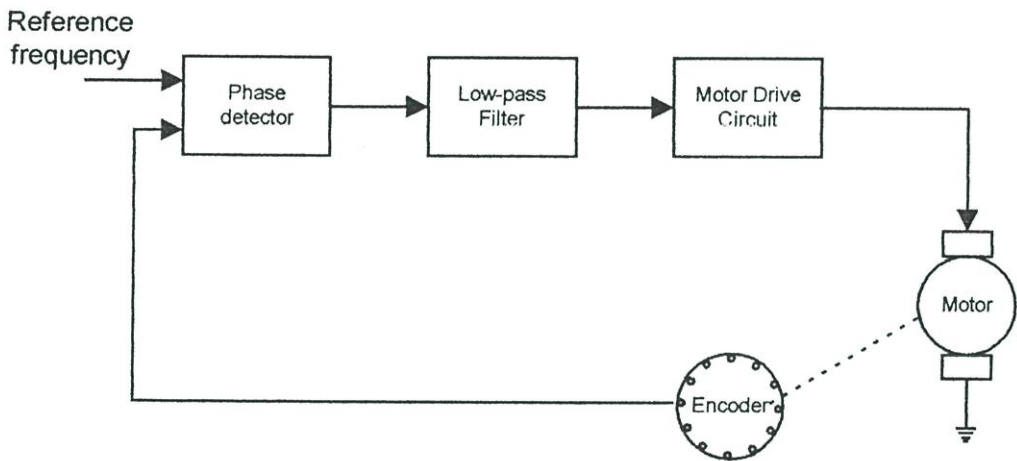 Reference
frequency
Phase
detector
Low-pass
Filter
Motor Drive
Circuit
Motor
Encoder